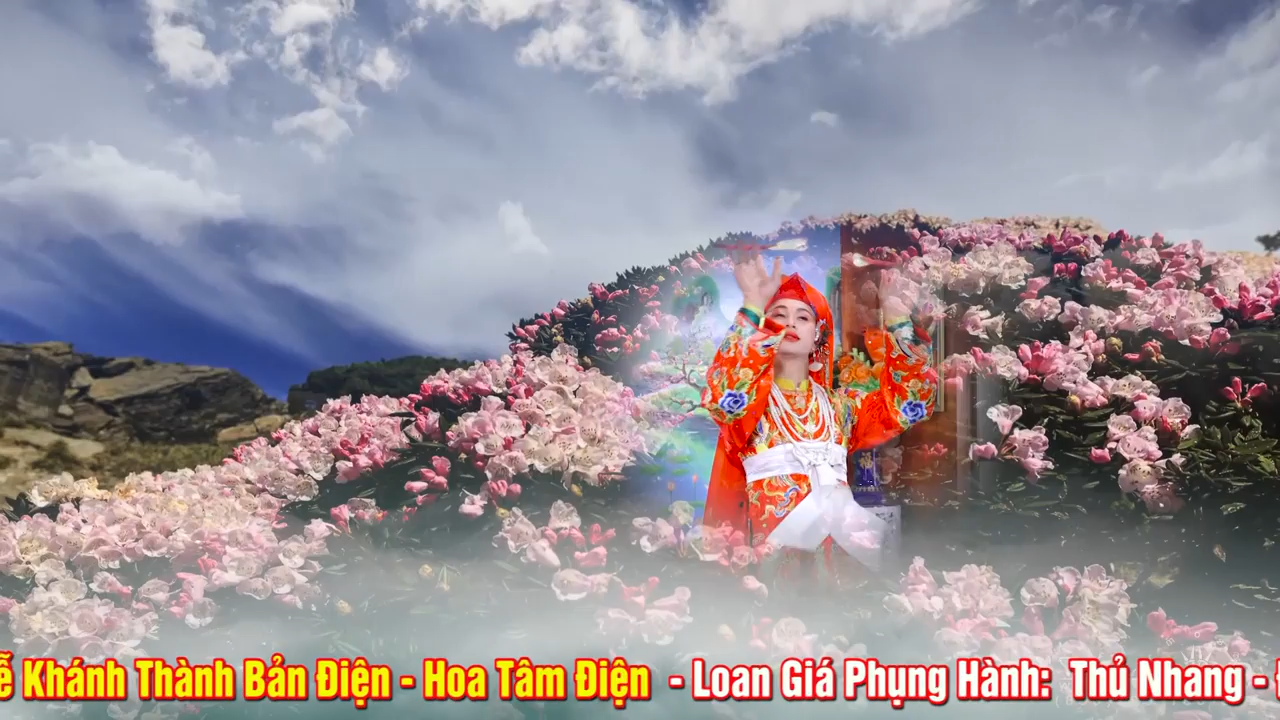 ễ Khánh Thành Bản Điện - Hoa Tâm Điện - Loan Giá Phụng Hành: Thủ Nhang - Đ